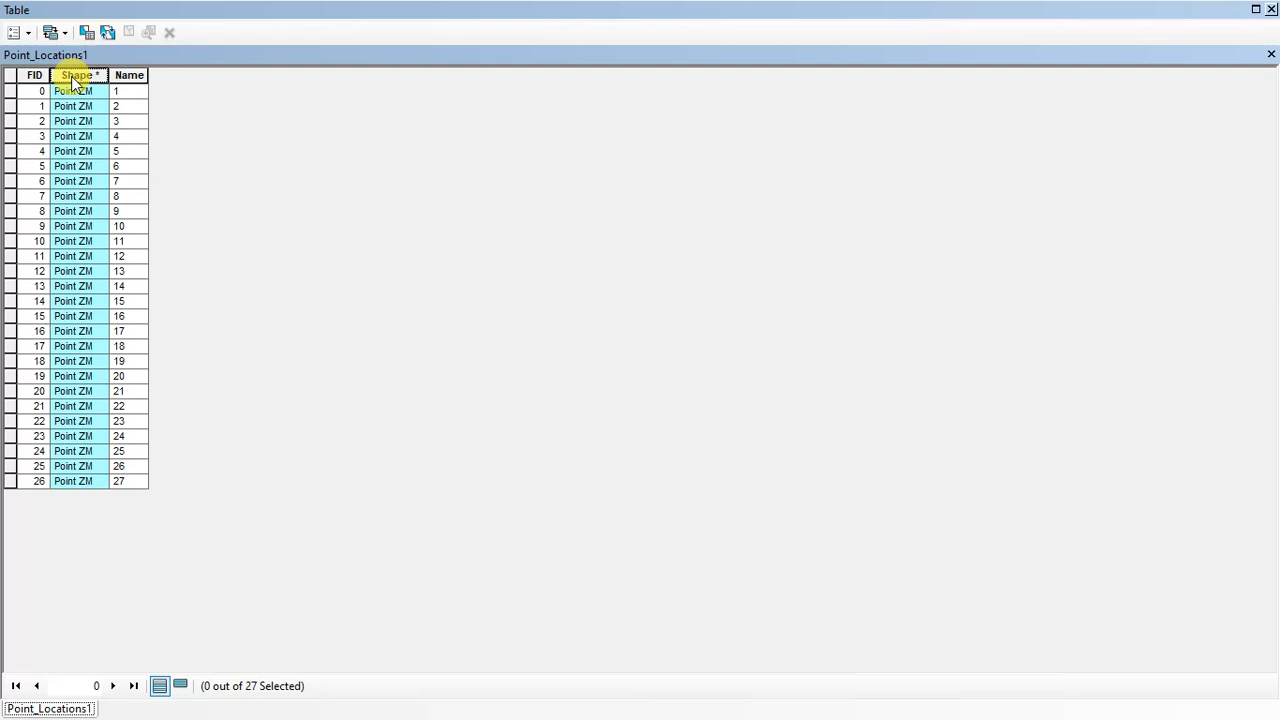 Table
Point_Locations1
FID Shape * Name
0 Point ZM 1
1 Point ZM 2
2 Point ZM 3
3 Point ZM 4
4 Point ZM 5
5 Point ZM 6
6 Point ZM 7
7 Point ZM 8
8 Point ZM 9
9 Point ZM 10
10 Point ZM 11
11 Point ZM 12
12 Point ZM 13
13 Point ZM 14
14 Point ZM 15
15 Point ZM 16
16 Point ZM 17
17 Point ZM 18
18 Point ZM 19
19 Point ZM 20
20 Point ZM 21
21 Point ZM 22
22 Point ZM 23
23 Point ZM 24
24 Point ZM 25
25 Point ZM 26
26 Point ZM 27
0 (0 out of 27 Selected)
Point_Locations1